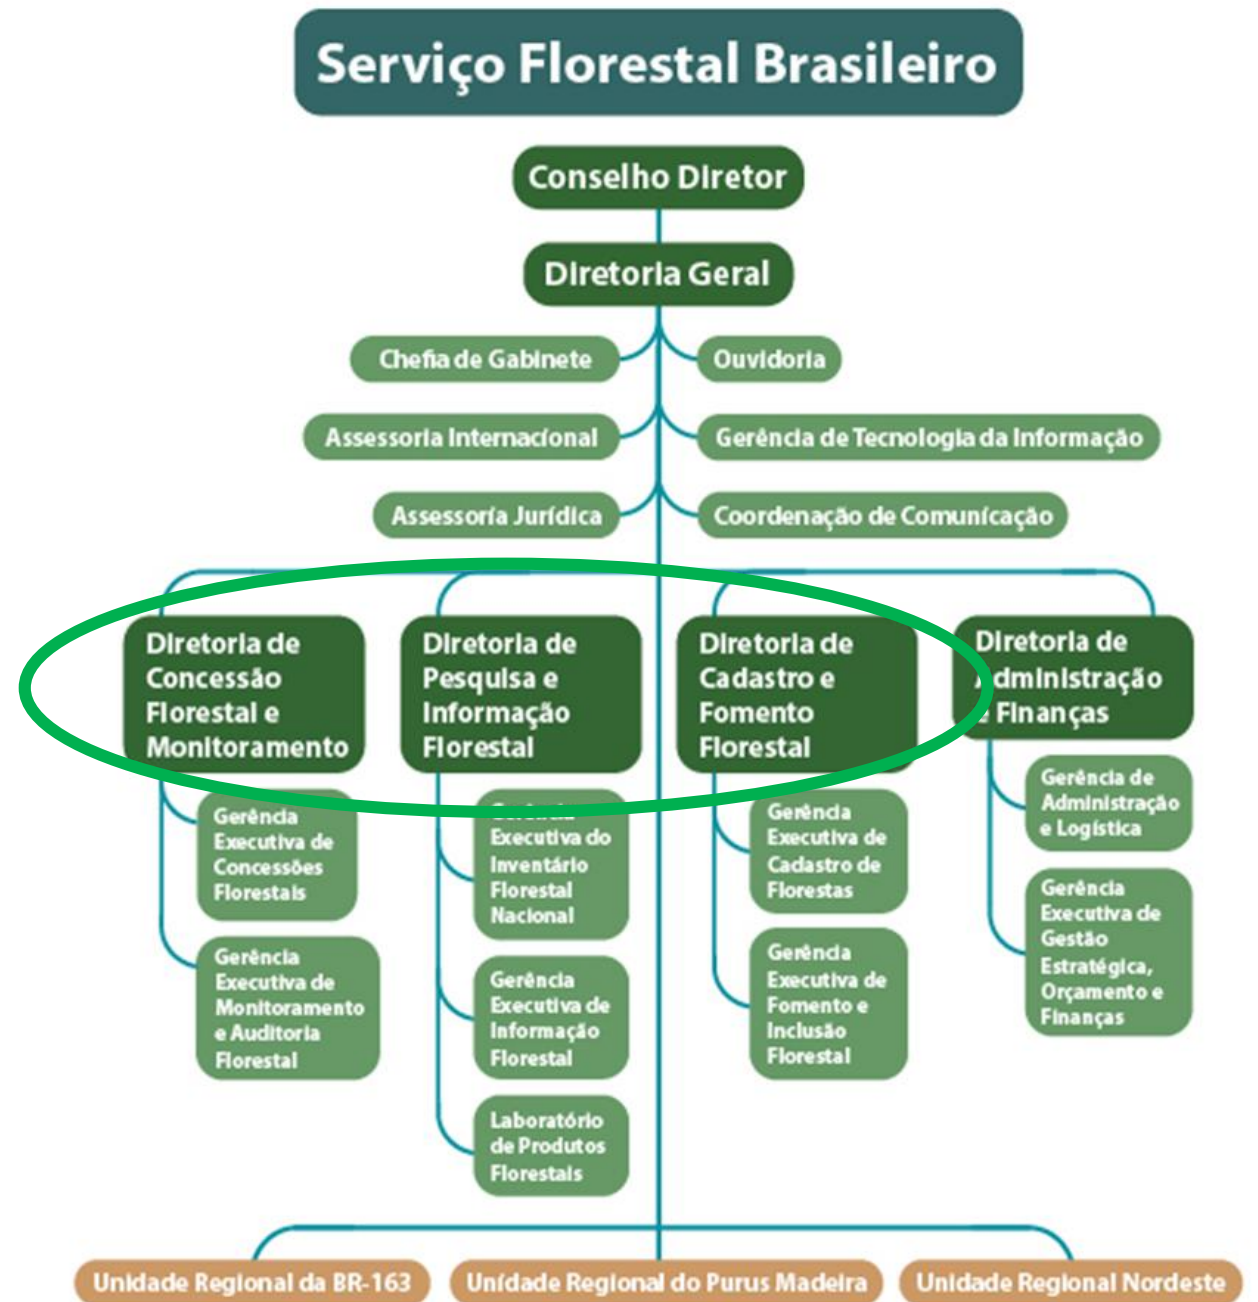 Serviço Florestal Brasileiro
Conselho Diretor
Diretoria Geral
Chefia de Gabinete
Ouvidoria
Assessoria Internacional
Gerência de Tecnologia da Informação
Assessoria Jurídica
Coordenação de Comunicação
Diretoria de
Concessão
Florestal e
Monitoramento
Diretoria de
Pesquisa e
Informação
Florestal
Diretoria de
Cadastro e
Fomento
Florestal
Diretoria de
Administração
e Finanças
Gerência
Executiva de
Concessões
Florestais
Gerência
Executiva de
Monitoramento
e Auditoria
Florestal
Gerência
Executiva do
Inventário
Florestal
Nacional
Gerência
Executiva de
Informação
Florestal
Laboratório
de Produtos
Florestais
Gerência
Executiva de
Cadastro de
Florestas
Gerência
Executiva de
Fomento e
Inclusão
Florestal
Gerência de
Administração
e Logística
Gerência
Executiva de
Gestão
Estratégica,
Orçamento e
Finanças
Unidade Regional da BR-163
Unidade Regional do Purus Madeira
Unidade Regional Nordeste